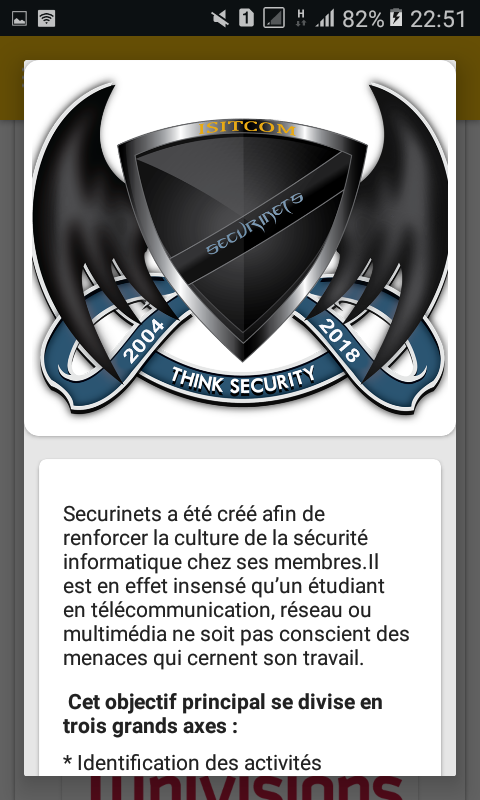 82% 22:51
ISITCOM
SECURINETS
2004
2018
THINK SECURITY
Securinets a été créé afin de
renforcer la culture de la sécurité
informatique chez ses membres.Il
est en effet insensé qu’un étudiant
en télécommunication, réseau ou
multimédia ne soit pas conscient des
menaces qui cernent son travail.
Cet objectif principal se divise en
trois grands axes :
* Identification des activités